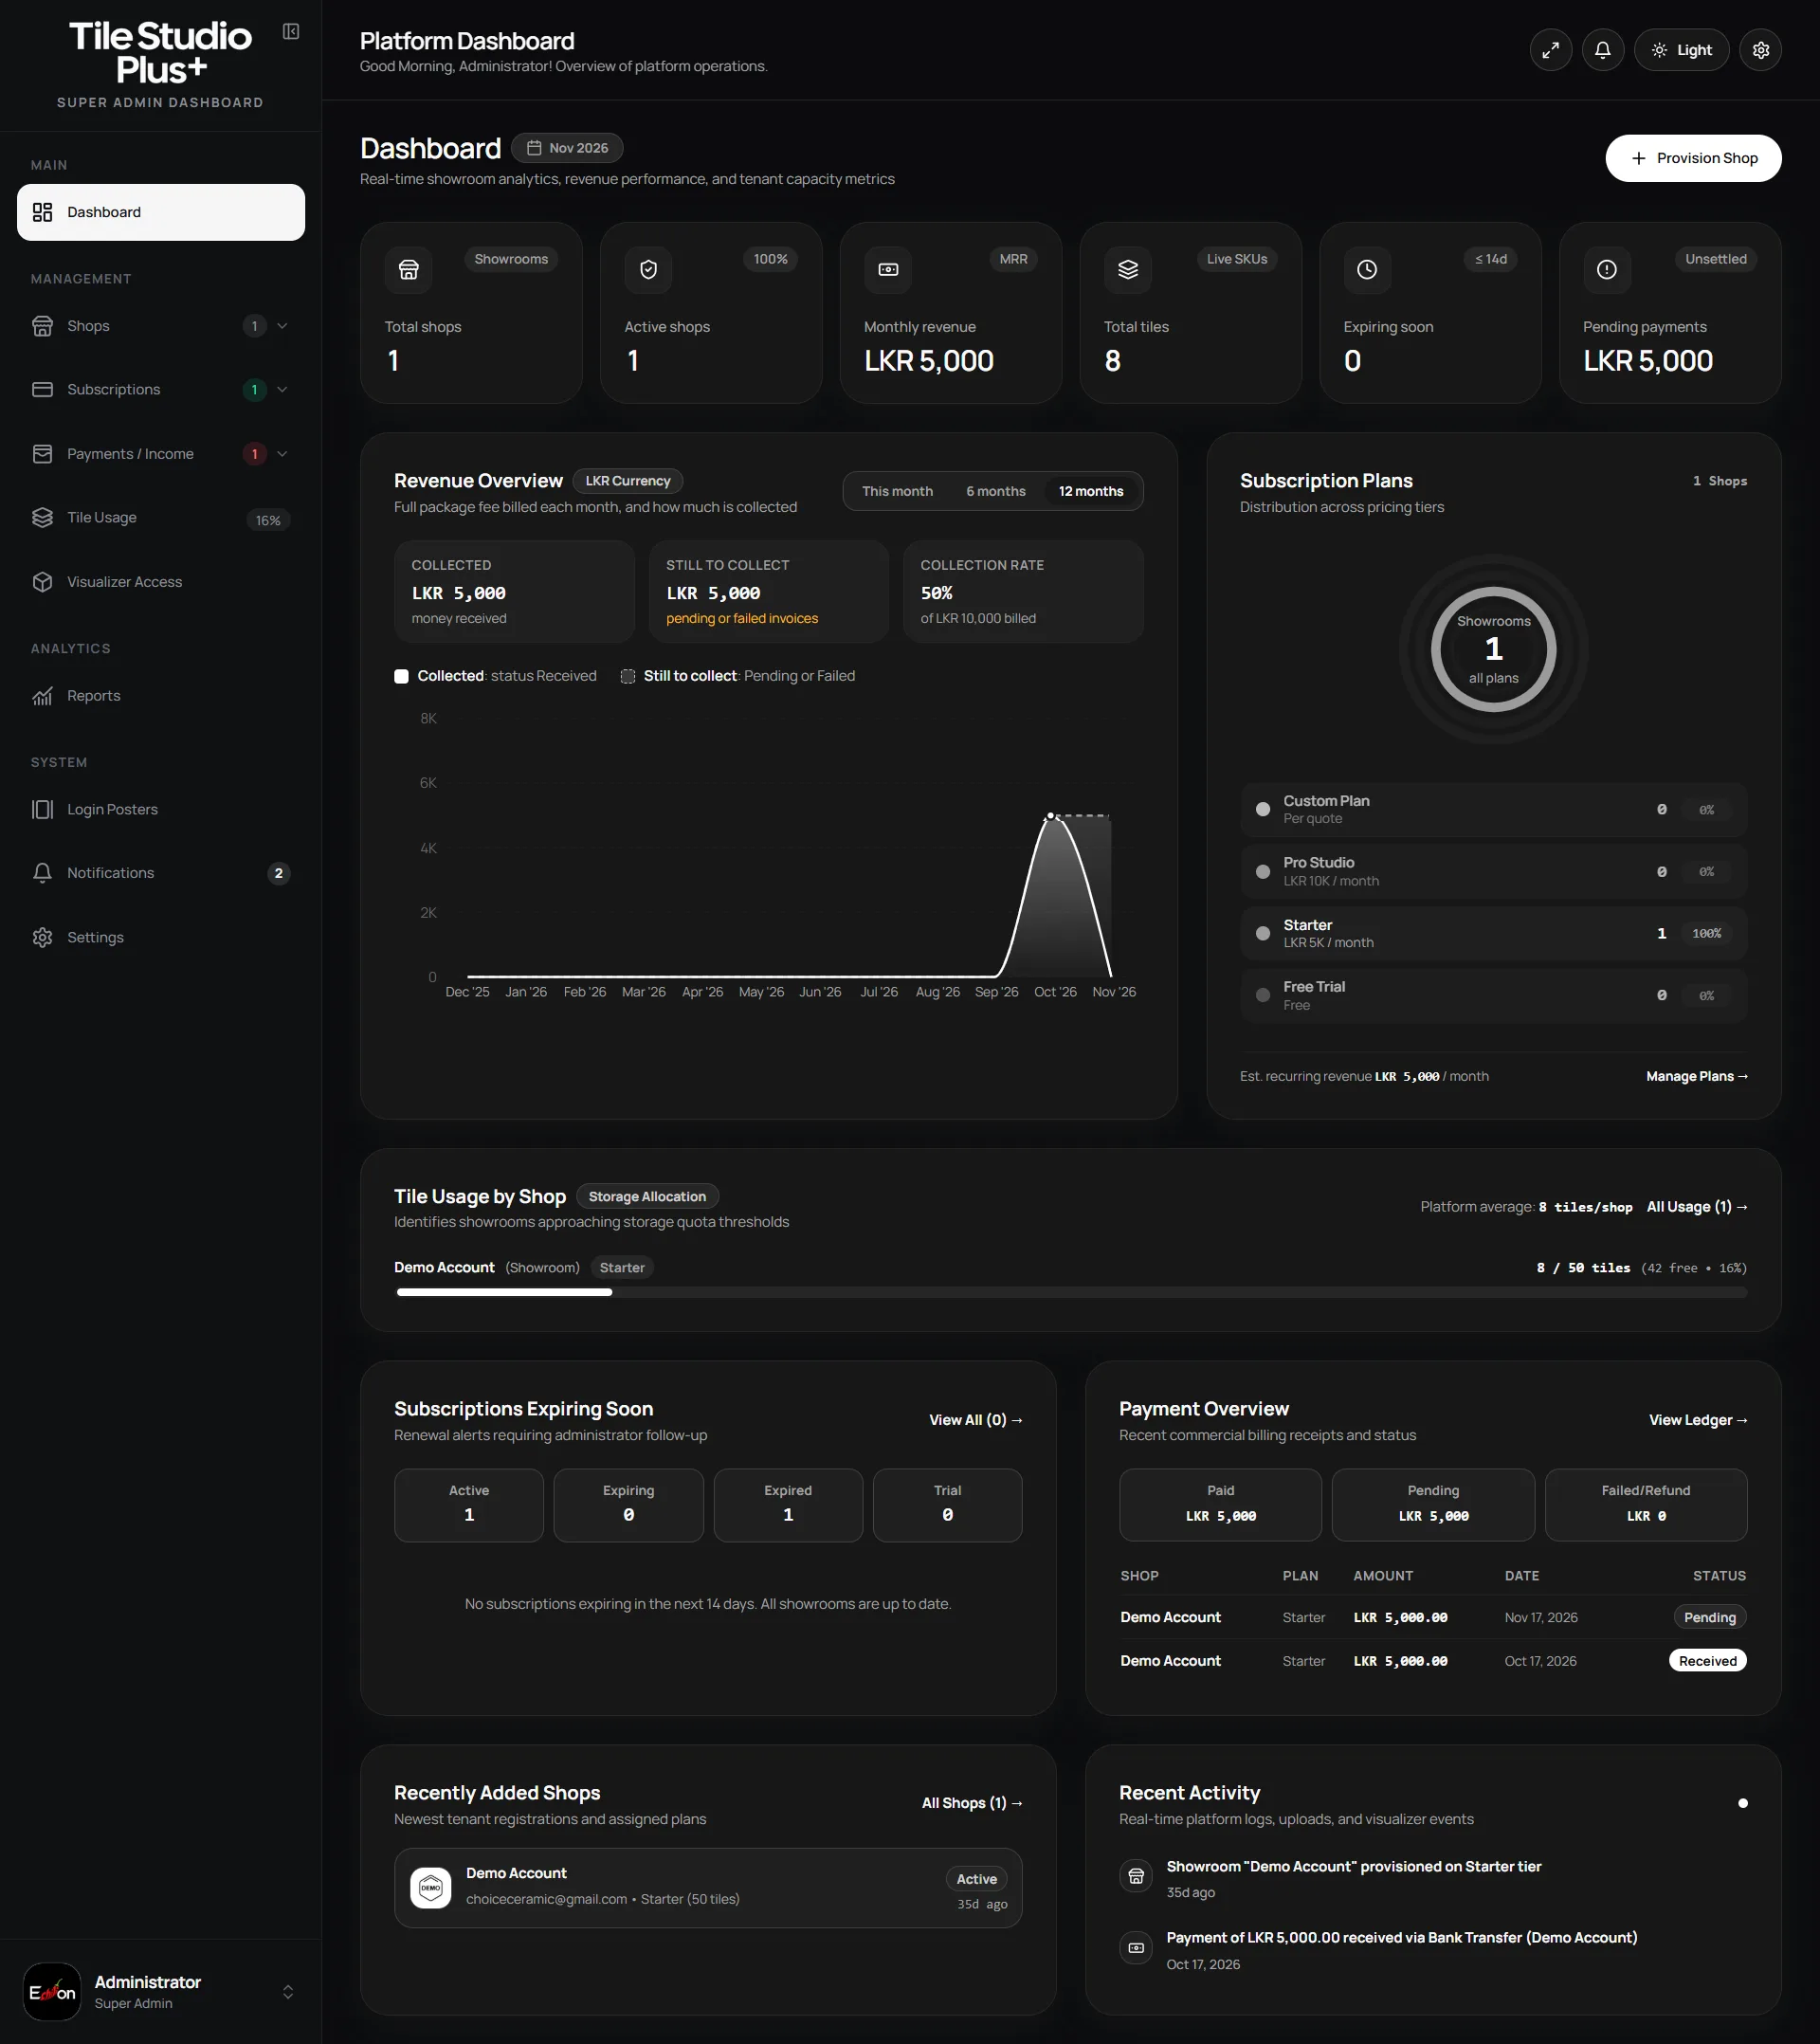 Tile Studio
Plus+
SUPER ADMIN DASHBOARD
MAIN
Dashboard
MANAGEMENT
Shops 1
Subscriptions 1
Payments / Income 1
Tile Usage 16%
Visualizer Access
ANALYTICS
Reports
SYSTEM
Login Posters
Notifications 2
Settings
Administrator
Super Admin
Platform Dashboard
Good Morning, Administrator! Overview of platform operations.
Light
Dashboard Nov 2026
Real-time showroom analytics, revenue performance, and tenant capacity metrics
+ Provision Shop
Showrooms
Total shops
1
100%
Active shops
1
MRR
Monthly revenue
LKR 5,000
Live SKUs
Total tiles
8
≤ 14d
Expiring soon
0
Unsettled
Pending payments
LKR 5,000
Revenue Overview LKR Currency
Full package fee billed each month, and how much is collected
This month 6 months 12 months
COLLECTED
LKR 5,000
money received
STILL TO COLLECT
LKR 5,000
pending or failed invoices
COLLECTION RATE
50%
of LKR 10,000 billed
Collected: status Received Still to collect: Pending or Failed
8K
6K
4K
2K
0
Dec '25 Jan '26 Feb '26 Mar '26 Apr '26 May '26 Jun '26 Jul '26 Aug '26 Sep '26 Oct '26 Nov '26
Subscription Plans 1 Shops
Distribution across pricing tiers
Showrooms
1
all plans
Custom Plan 0 0%
Per quote
Pro Studio 0 0%
LKR 10K / month
Starter 1 100%
LKR 5K / month
Free Trial 0 0%
Free
Est. recurring revenue LKR 5,000 / month Manage Plans →
Tile Usage by Shop Storage Allocation
Identifies showrooms approaching storage quota thresholds
Platform average: 8 tiles/shop All Usage (1) →
Demo Account (Showroom) Starter 8 / 50 tiles (42 free • 16%)
Subscriptions Expiring Soon
Renewal alerts requiring administrator follow-up
View All (0) →
Active Expiring Expired Trial
1 0 1 0
No subscriptions expiring in the next 14 days. All showrooms are up to date.
Payment Overview
Recent commercial billing receipts and status
View Ledger →
Paid Pending Failed/Refund
LKR 5,000 LKR 5,000 LKR 0
SHOP PLAN AMOUNT DATE STATUS
Demo Account Starter LKR 5,000.00 Nov 17, 2026 Pending
Demo Account Starter LKR 5,000.00 Oct 17, 2026 Received
Recently Added Shops
Newest tenant registrations and assigned plans
All Shops (1) →
DEMO
Demo Account
choiceceramic@gmail.com • Starter (50 tiles)
Active
35d ago
Recent Activity
Real-time platform logs, uploads, and visualizer events
Showroom "Demo Account" provisioned on Starter tier
35d ago
Payment of LKR 5,000.00 received via Bank Transfer (Demo Account)
Oct 17, 2026